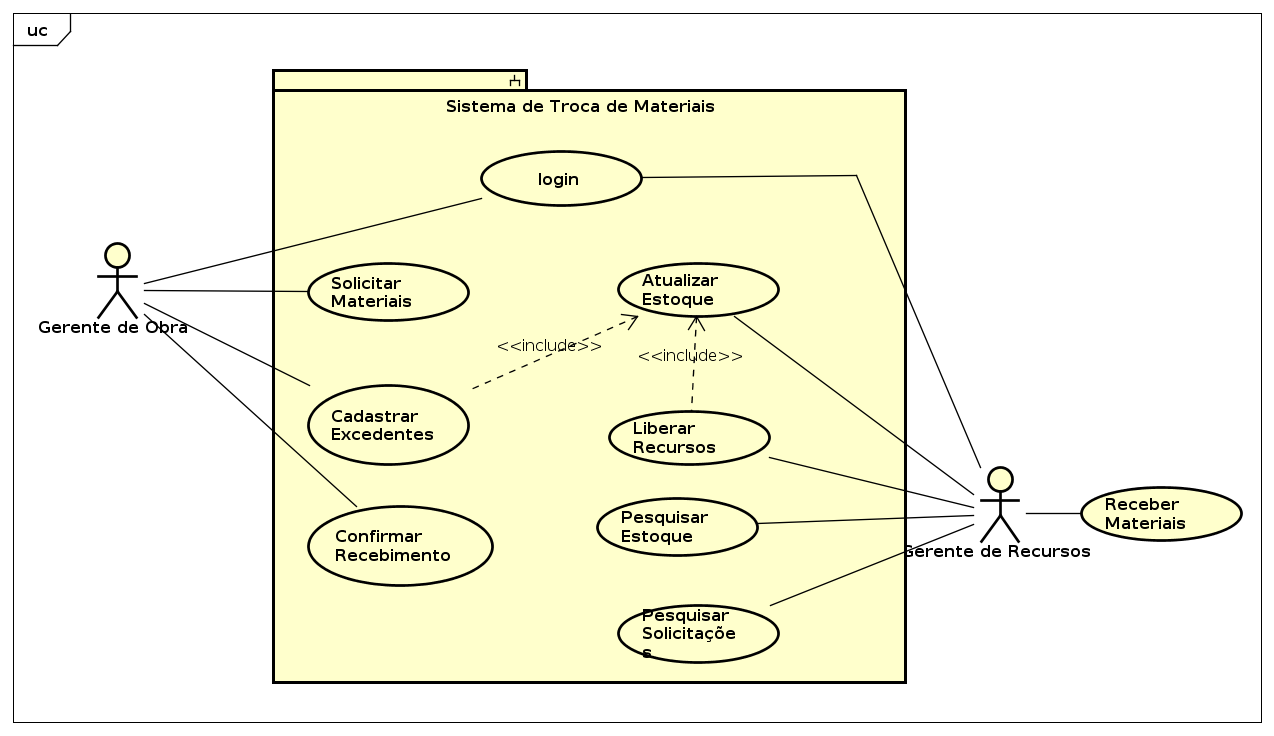 uc
Sistema de Troca de Materiais
login
Solicitar
Materiais
Atualizar
Estoque
Gerente de Obra
<<include>>
<<include>>
Cadastrar
Excedentes
Liberar
Recursos
Pesquisar
Estoque
Receber
Materiais
Confirmar
Recebimento
Gerente de Recursos
Pesquisar
Solicitaçõe
s